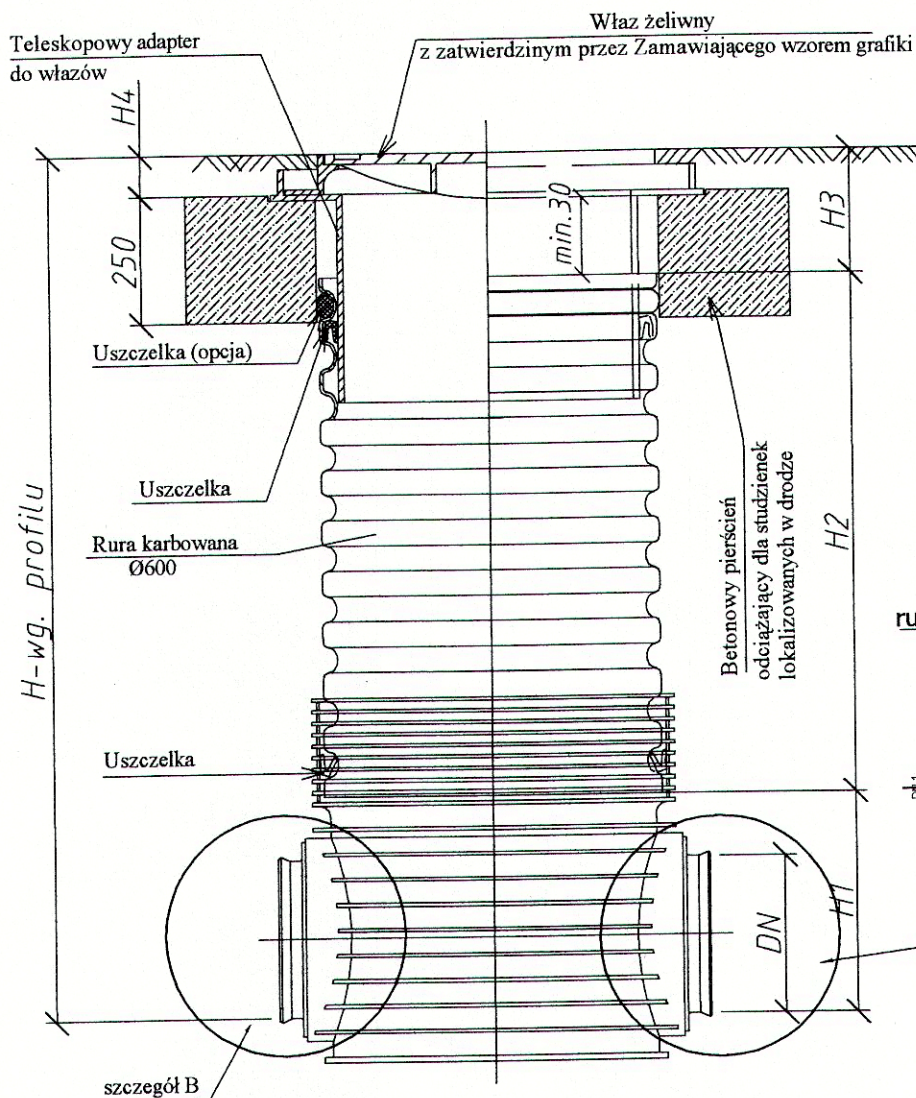 Właz żeliwny
z zatwierdzinym przez Zamawiającego wzorem grafiki
Teleskopowy adapter
do włazów
H4
H3
min.30
250
Uszczelka (opcja)
Uszczelka
Rura karbowana
Ø600
Betonowy pierścień
odciążający dla studzienek
lokalizowanych w drodze
H2
H-wg. profilu
ru
Uszczelka
DN
H1
szczegół B